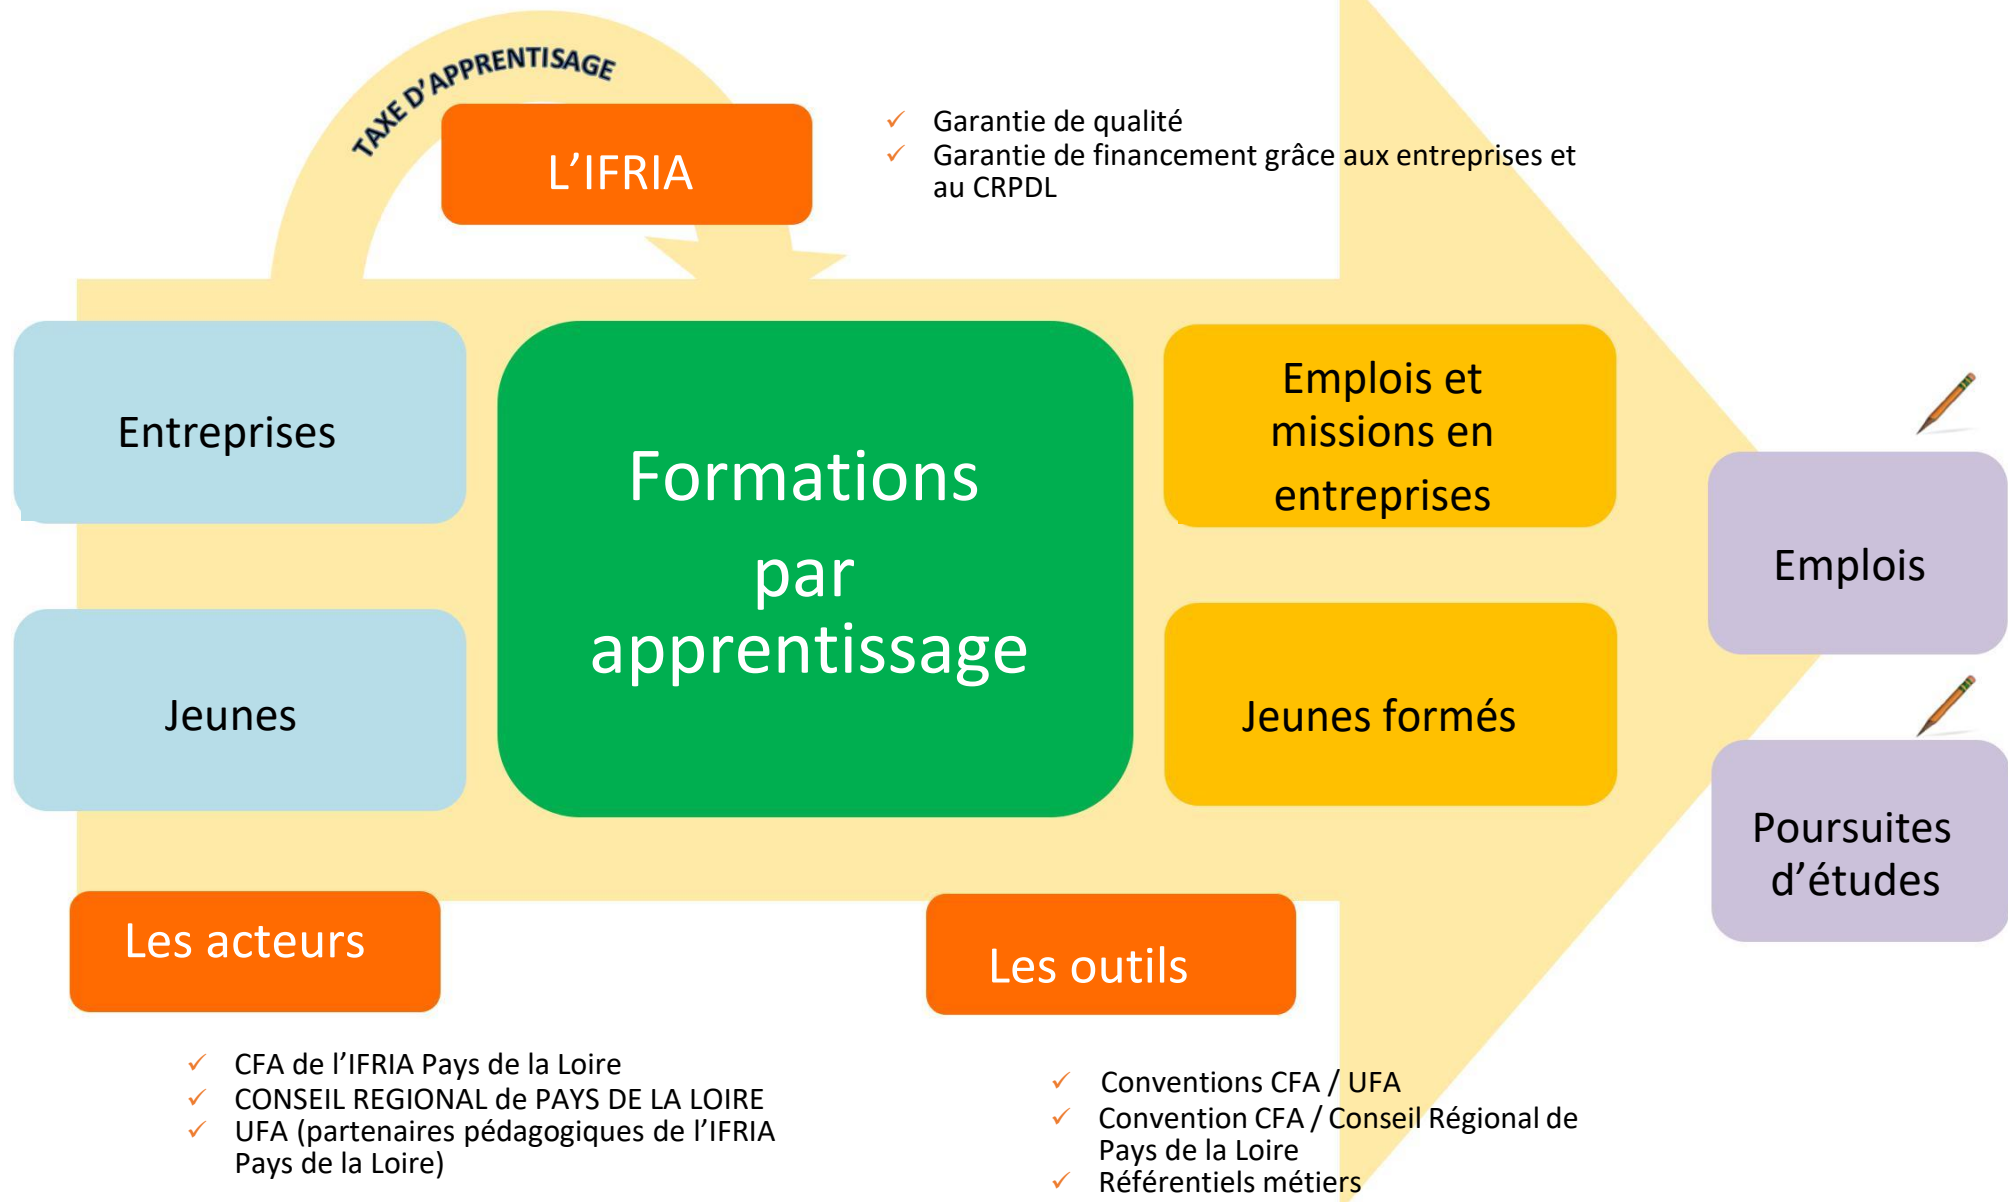 TAXE D'APPRENTISAGE
L’IFRIA
✓ Garantie de qualité
✓ Garantie de financement grâce aux entreprises et
au CRPDL
Entreprises
Jeunes
Formations
par
apprentissage
Emplois et
missions en
entreprises
Jeunes formés
Emplois
Poursuites
d’études
Les acteurs
✓ CFA de l’IFRIA Pays de la Loire
✓ CONSEIL REGIONAL de PAYS DE LA LOIRE
✓ UFA (partenaires pédagogiques de l’IFRIA
Pays de la Loire)
Les outils
✓ Conventions CFA / UFA
✓ Convention CFA / Conseil Régional de
Pays de la Loire
✓ Référentiels métiers